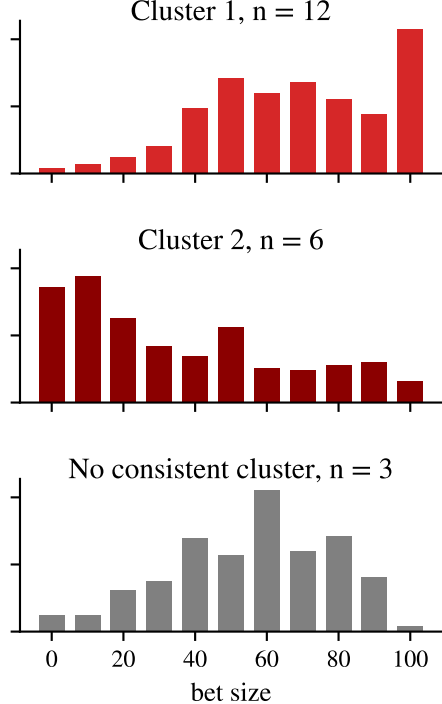 Cluster 1, n = 12
Cluster 2, n = 6
No consistent cluster, n = 3
0 20 40 60 80 100
bet size